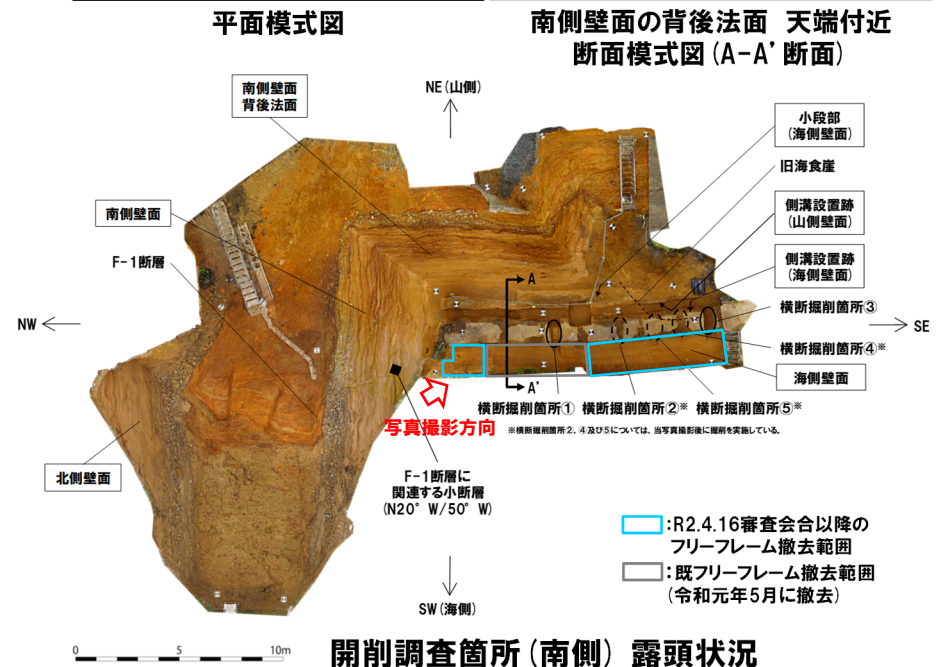 平面模式図
南側壁面の背後法面 天端付近
断面模式図(A-A’断面)
南側壁面
背後法面
NE(山側)
小段部
(海側壁面)
旧海食崖
南側壁面
側溝設置跡
(山側壁面)
F-1断層
側溝設置跡
(海側壁面)
A
横断掘削箇所③
NW
SE
横断掘削箇所④※
海側壁面
A’
横断掘削箇所① 横断掘削箇所②※ 横断掘削箇所⑤※
写真撮影方向
※横断掘削箇所2、④及び5については、当写真撮影後に掘削を実施している。
北側壁面
F-1断層に
関連する小断層
(N20°W/50°W)
:R2.4.16審査会合以降の
フリーフレーム撤去範囲
:既フリーフレーム撤去範囲
(令和元年5月に撤去)
SW(海側)
0 5 10m
開削調査箇所(南側) 露頭状況